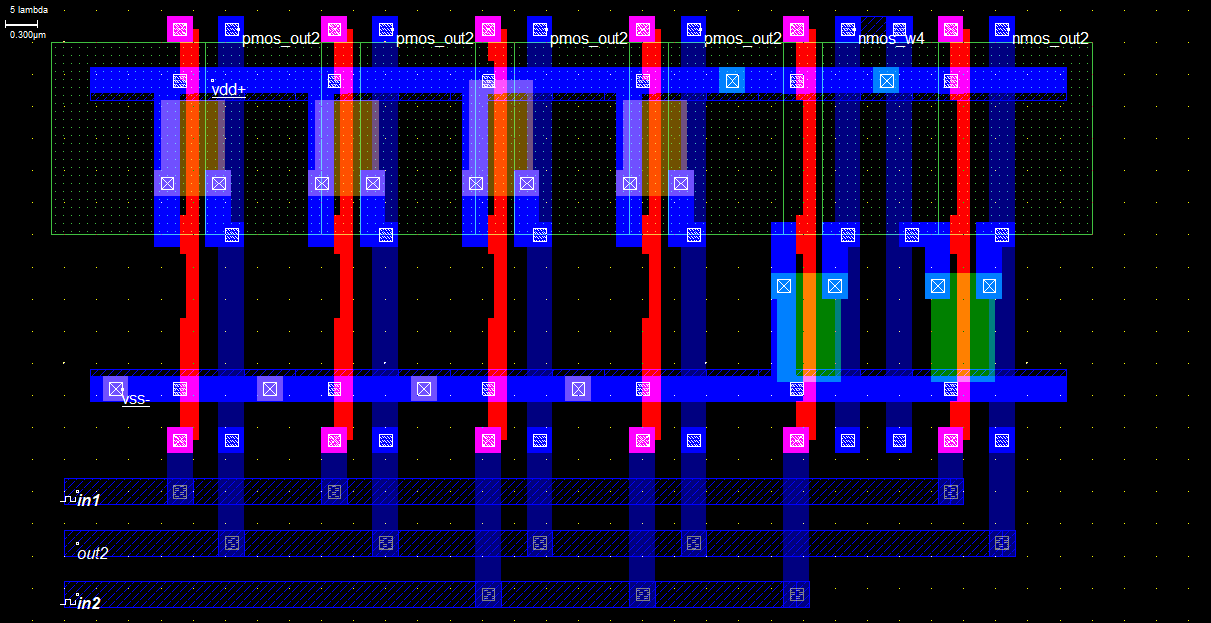 5 lambda
0.300µm
pmos_out2 pmos_out2 pmos_out2 pmos_out2 nmos_w4 nmos_out2
vdd+
vss-
in1
out2
in2